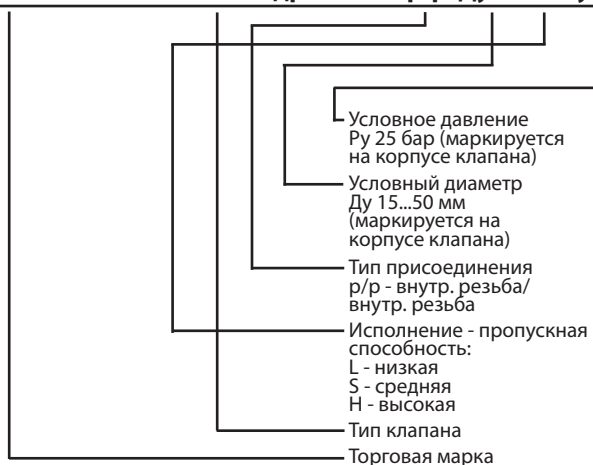 Условное давление
Ру 25 бар (маркируется
на корпусе клапана)
Условный диаметр
Ду 15...50 мм
(маркируется на
корпусе клапана)
Тип присоединения
р/р - внутр. резьба/
внутр. резьба
Исполнение - пропускная
способность:
L - низкая
S - средняя
H - высокая
Тип клапана
Торговая марка